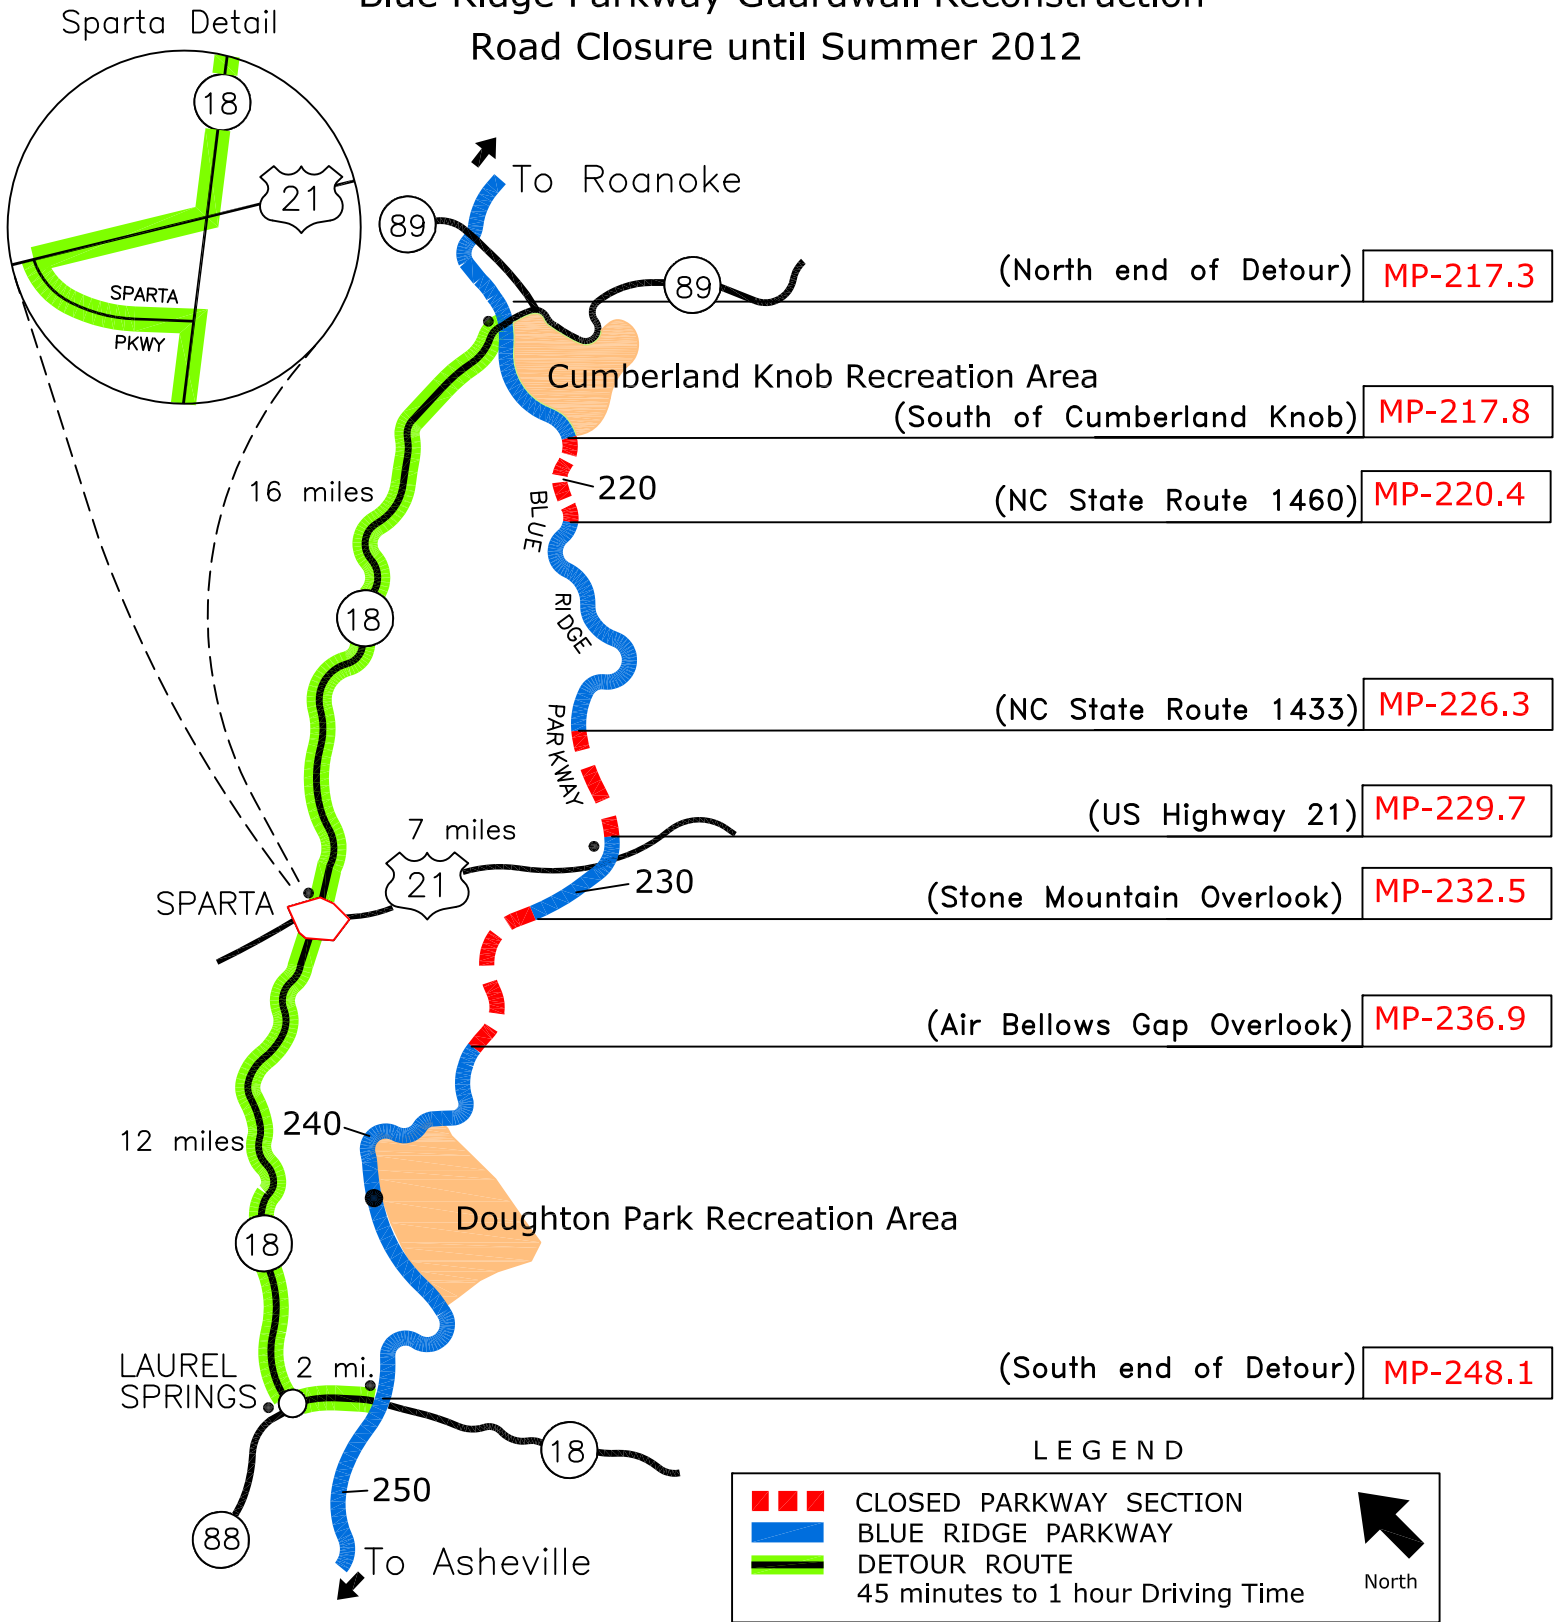 Blue Ridge Parkway Guardwall Reconstruction
Road Closure until Summer 2012
Sparta Detail
18
21
SPARTA
PKWY
To Roanoke
89
89
(North end of Detour)
MP-217.3
Cumberland Knob Recreation Area
(South of Cumberland Knob)
MP-217.8
16 miles
220
(NC State Route 1460)
MP-220.4
BLUE
RIDGE
PARKWAY
18
(NC State Route 1433)
MP-226.3
7 miles
(US Highway 21)
MP-229.7
21
230
SPARTA
(Stone Mountain Overlook)
MP-232.5
(Air Bellows Gap Overlook)
MP-236.9
240
12 miles
Doughton Park Recreation Area
18
LAUREL
SPRINGS
2 mi.
(South end of Detour)
MP-248.1
18
250
88
To Asheville
LEGEND
CLOSED PARKWAY SECTION
BLUE RIDGE PARKWAY
DETOUR ROUTE
45 minutes to 1 hour Driving Time
North